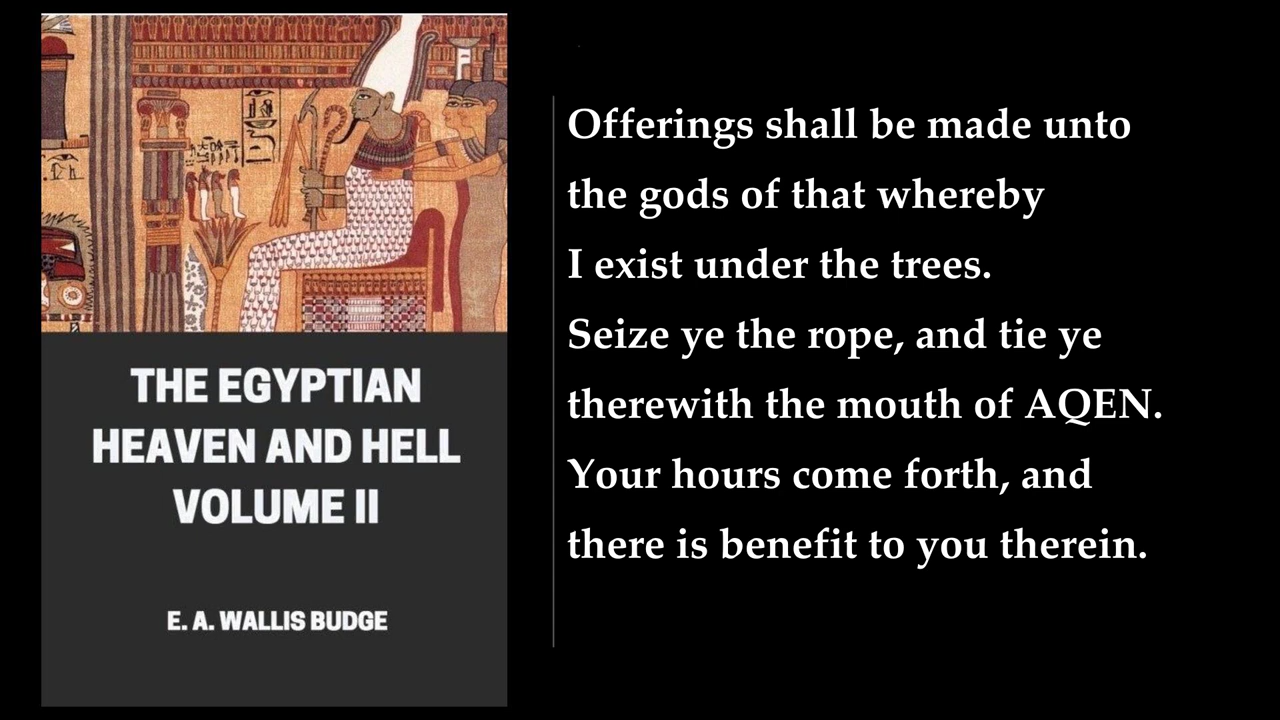 THE EGYPTIAN
HEAVEN AND HELL
VOLUME II
E. A. WALLIS BUDGE
Offerings shall be made unto
the gods of that whereby
I exist under the trees.
Seize ye the rope, and tie ye
therewith the mouth of AQEN.
Your hours come forth, and
there is benefit to you therein.